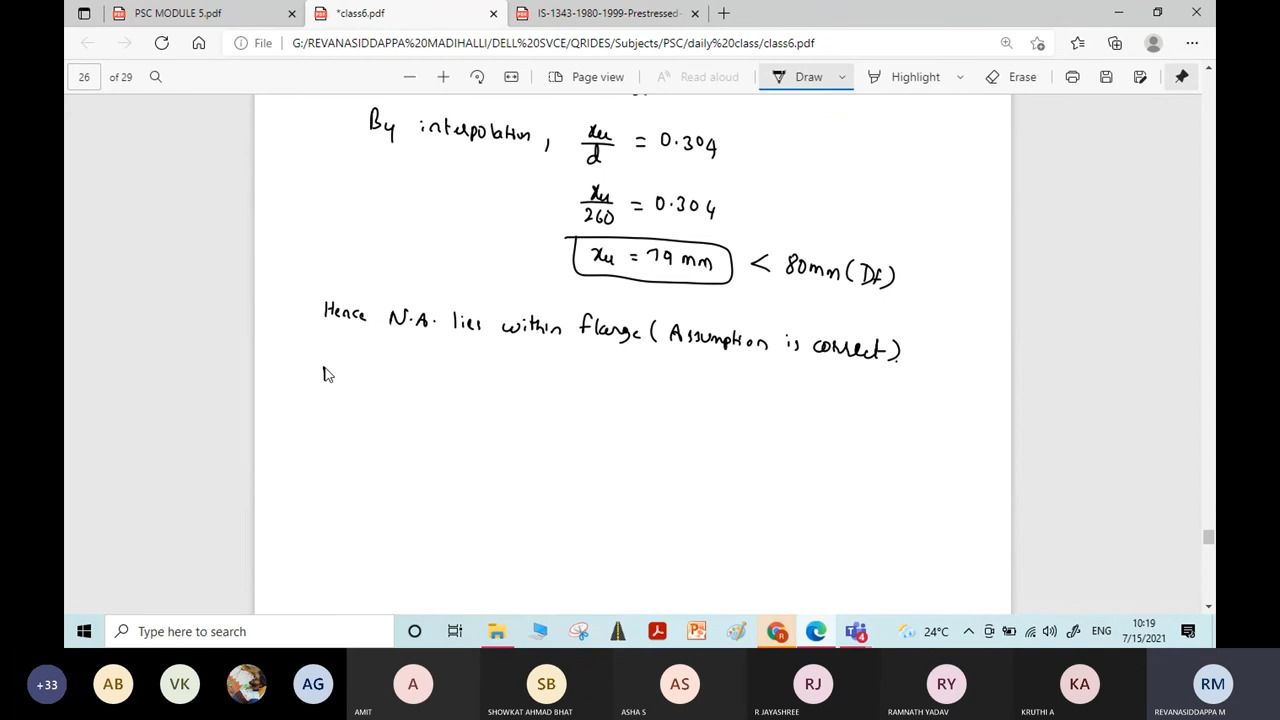 PSC MODULE 5.pdf
*class6.pdf
IS-1343-1980-1999-Prestressed
File
G:/REVANASIDDAPPA%20MADIHALLI/DELL%20SVCE/QRIDES/Subjects/PSC/daily%20class/class6.pdf
26 of 29
Page view
Read aloud
Draw
Highlight
Erase
By interpolation, xu/d = 0.304
xu/260 = 0.304
xu = 79 mm < 80mm (Df)
Hence N.A. lies within flange (Assumption is correct).
Type here to search
24°C
ENG
10:19
7/15/2021
+33
AB
VK
AG
A
SB
AS
RJ
RY
KA
RM
AMIT
SHOWKAT AHMAD BHAT
ASHA S
R JAYASHREE
RAMNATH YADAV
KRUTHI A
REVANASIDDAPPA M